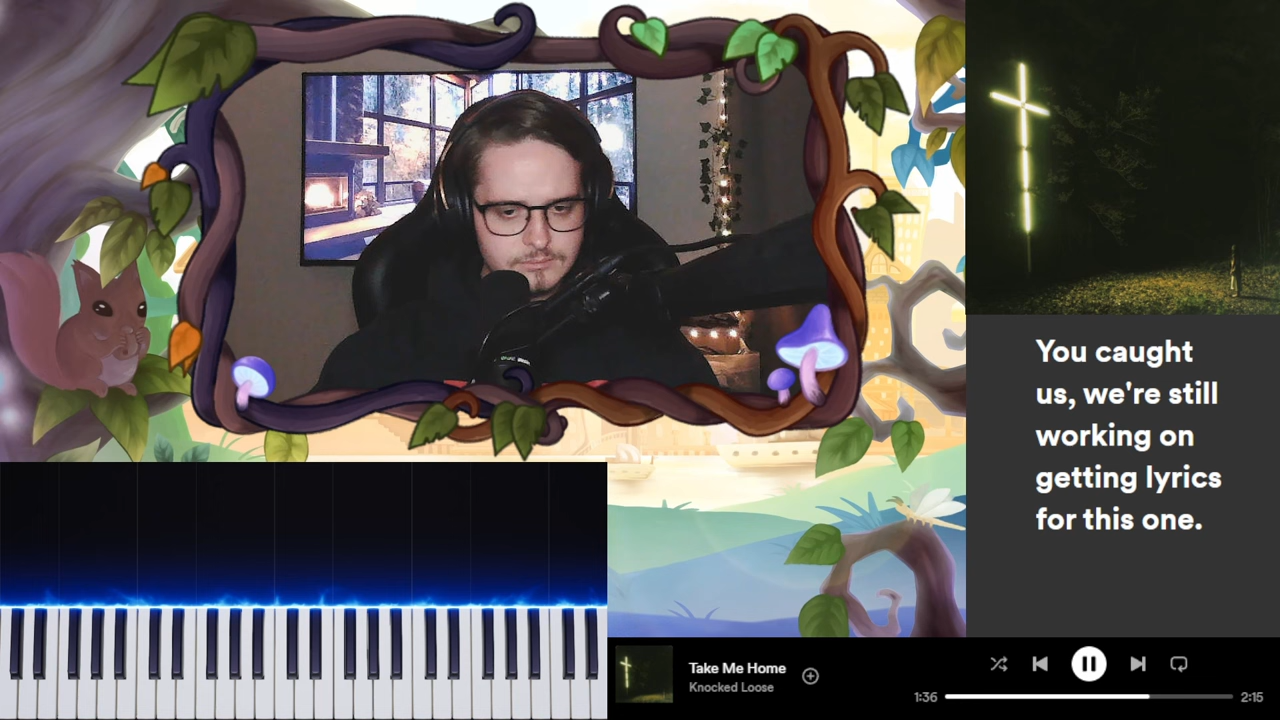 You caught
us, we're still
working on
getting lyrics
for this one.
Take Me Home
Knocked Loose
1:36
2:15